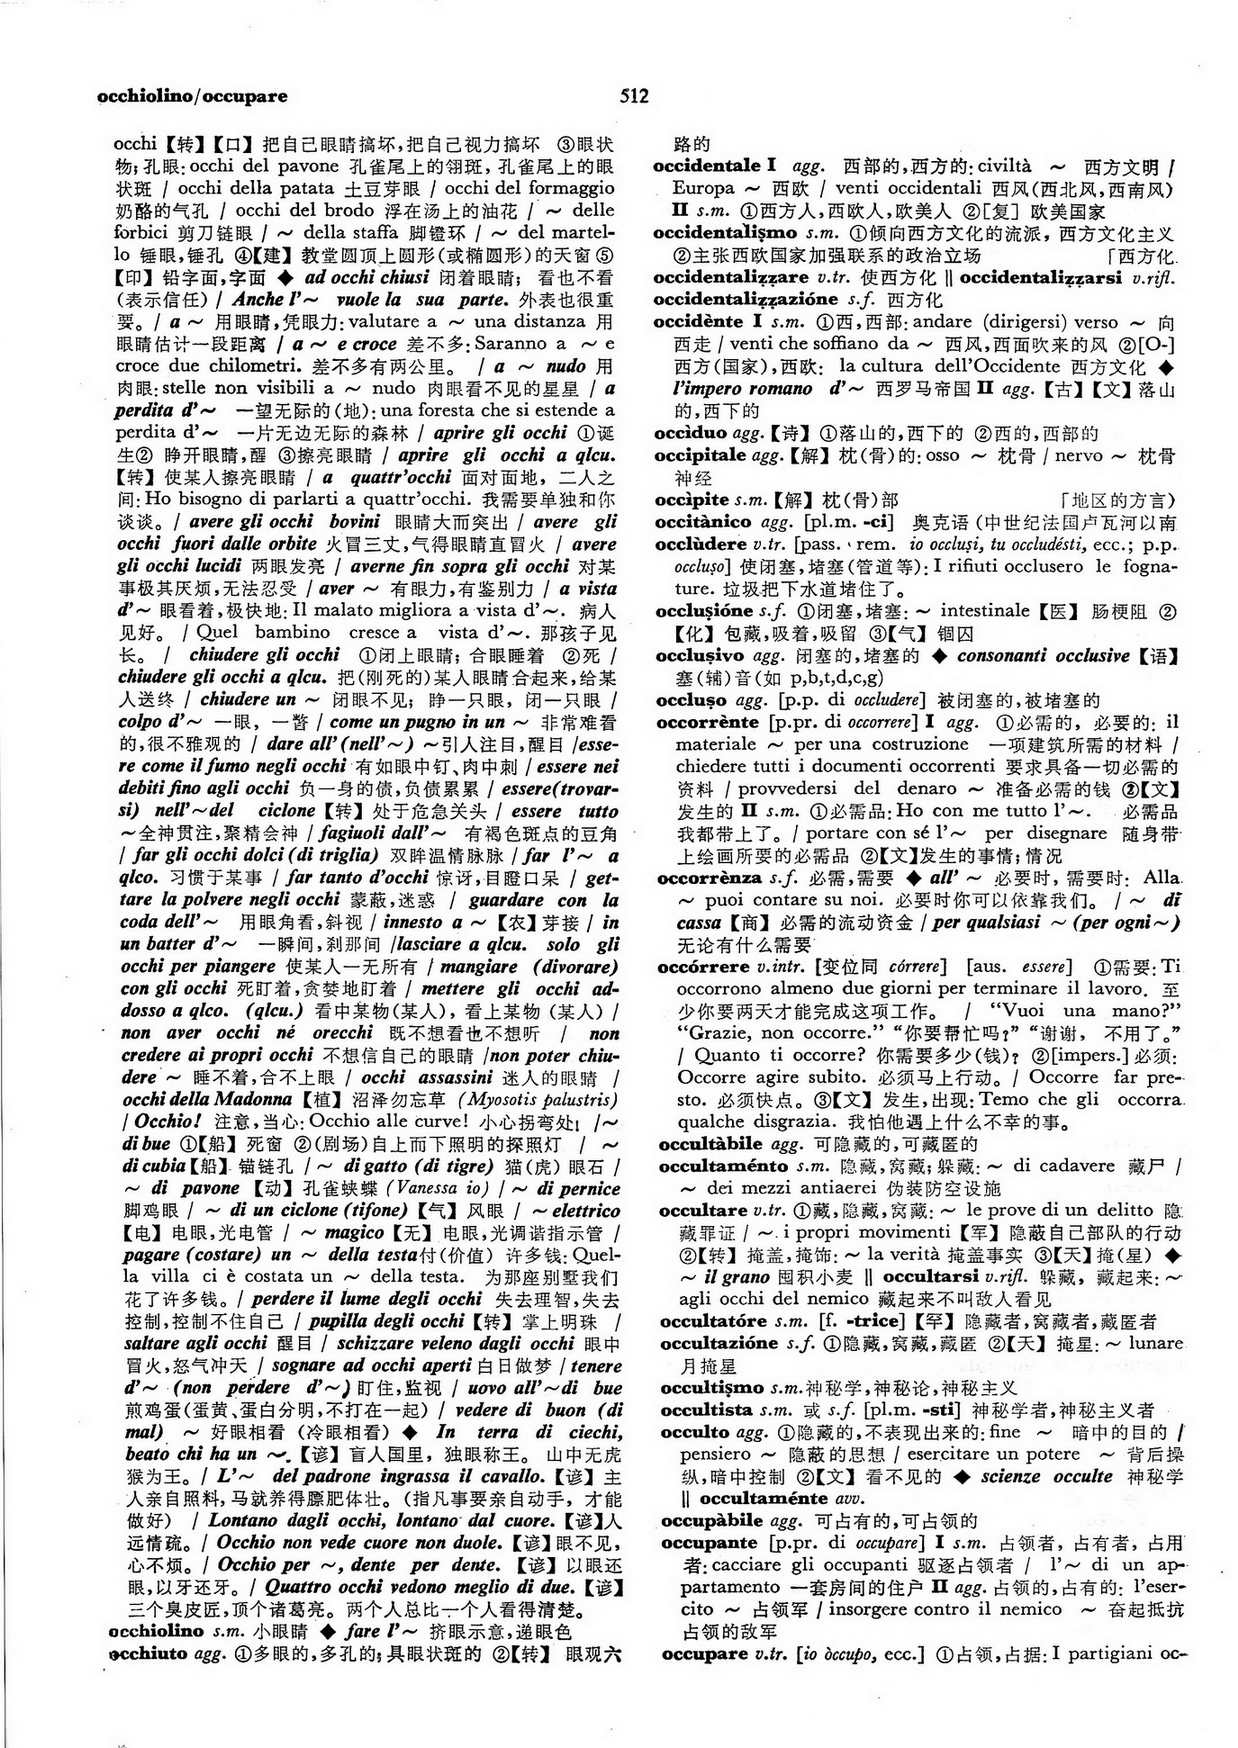 occhiolino/occupare
512
occhi【转】【口】把自己眼睛搞坏,把自己视力搞坏 ③眼状
物;孔眼: occhi del pavone 孔雀尾上的翎斑, 孔雀尾上的眼
状斑 / occhi della patata 土豆芽眼 / occhi del formaggio
奶酪的气孔 / occhi del brodo 浮在汤上的油花 / ～ delle
forbici 剪刀链眼 / ～ della staffa 脚镫环 / ～ del martel-
lo 锤眼,锤孔 ④【建】教堂圆顶上圆形(或椭圆形)的天窗⑤
【印】铅字面,字面 ◆ ad occhi chiusi 闭着眼睛; 看也不看
(表示信任) / Anche l'～ vuole la sua parte. 外表也很重
要。/ a ～ 用眼睛,凭眼力: valutare a ～ una distanza 用
眼睛估计一段距离 / a ～ e croce 差不多: Saranno a ～ e
croce due chilometri. 差不多有两公里。 / a ～ nudo 用
肉眼: stelle non visibili a ～ nudo 肉眼看不见的星星 / a
perdita d'～ 一望无际的(地): una foresta che si estende a
perdita d'～ 一片无边无际的森林 / aprire gli occhi ①诞
生② 睁开眼睛,醒 ③擦亮眼睛 / aprire gli occhi a qlcu.
【转】使某人擦亮眼睛 / a quattr'occhi 面对面地, 二人之
间: Ho bisogno di parlarti a quattr'occhi. 我需要单独和你
谈谈。/ avere gli occhi bovini 眼睛大而突出 / avere gli
occhi fuori dalle orbite 火冒三丈,气得眼睛直冒火 / avere
gli occhi lucidi 两眼发亮 / averne fin sopra gli occhi 对某
事极其厌烦,无法忍受 / aver ～ 有眼力,有鉴别力 / a vista
d'～ 眼看着,极快地: Il malato migliora a vista d'～. 病人
见好。 / Quel bambino cresce a vista d'～. 那孩子见
长。 / chiudere gli occhi ①闭上眼睛; 合眼睡着 ②死 /
chiudere gli occhi a qlcu. 把(刚死的)某人眼睛合起来,给某
人送终 / chiudere un ～ 闭眼不见; 睁一只眼, 闭一只眼 /
colpo d'～ 一眼, 一瞥 / come un pugno in un ～ 非常难看
的,很不雅观的 / dare all' (nell'～) ～引人注目,醒目 /esse-
re come il fumo negli occhi 有如眼中钉、肉中刺 / essere nei
debiti fino agli occhi 负一身的债,负债累累 / essere(trovar-
si) nell'～del ciclone【转】处于危急关头 / essere tutto
～全神贯注,聚精会神 / fagiuoli dall'～ 有褐色斑点的豆角
/ far gli occhi dolci (di triglia) 双眸温情脉脉 / far l'～ a
qlco. 习惯于某事 / far tanto d'occhi 惊讶,目瞪口呆 / get-
tare la polvere negli occhi 蒙蔽,迷惑 / guardare con la
coda dell'～ 用眼角看,斜视 / innesto a ～【农】芽接 / in
un batter d'～ 一瞬间,刹那间 /lasciare a qlcu. solo gli
occhi per piangere 使某人一无所有 / mangiare (divorare)
con gli occhi 死盯着,贪婪地盯着 / mettere gli occhi ad-
dosso a qlco. (qlcu.) 看中某物(某人), 看上某物 (某人) /
non aver occhi né orecchi 既不想看也不想听 / non
credere ai propri occhi 不想信自己的眼睛 /non poter chiu-
dere ～ 睡不着,合不上眼 / occhi assassini 迷人的眼睛 /
occhi della Madonna【植】沼泽勿忘草 (Myosotis palustris)
/ Occhio! 注意,当心: Occhio alle curve! 小心拐弯处! /～
di bue ①【船】死窗 ②(剧场)自上而下照明的探照灯 / ～
di cubia【船】锚链孔 / ～ di gatto (di tigre) 猫(虎) 眼石 /
～ di pavone 【动】孔雀蛱蝶 (Vanessa io) / ～ di pernice
脚鸡眼 / ～ di un ciclone (tifone)【气】风眼 / ～ elettrico
【电】电眼,光电管 / ～ magico【无】电眼,光调谐指示管 /
pagare (costare) un ～ della testa付(价值) 许多钱: Quel-
la villa ci è costata un ～ della testa. 为那座别墅我们
花了许多钱。/ perdere il lume degli occhi 失去理智,失去
控制,控制不住自己 / pupilla degli occhi【转】掌上明珠 /
saltare agli occhi 醒目 / schizzare veleno dagli occhi 眼中
冒火,怒气冲天 / sognare ad occhi aperti 白日做梦 / tenere
d'～ (non perdere d'～) 盯住,监视 / uovo all'～di bue
煎鸡蛋(蛋黄、蛋白分明,不打在一起) / vedere di buon (di
mal) ～ 好眼相看 (冷眼相看) ◆ In terra di ciechi,
beato chi ha un ～.【谚】盲人国里, 独眼称王。 山中无虎
猴为王。/ L'～ del padrone ingrassa il cavallo.【谚】主
人亲自照料,马就养得膘肥体壮。(指凡事要亲自动手, 才能
做好) / Lontano dagli occhi, lontano dal cuore.【谚】人
远情疏。/ Occhio non vede cuore non duole.【谚】眼不见,
心不烦。/ Occhio per ～, dente per dente. 【谚】以眼还
眼,以牙还牙。/ Quattro occhi vedono meglio di due.【谚】
三个臭皮匠,顶个诸葛亮。两个人总比一个人看得清楚。
occhiolino s.m. 小眼睛 ◆ fare l'～ 挤眼示意,递眼色
occhiuto agg. ①多眼的,多孔的;具眼状斑的 ②【转】 眼观六
路的
occidentale I agg. 西部的,西方的: civiltà ～ 西方文明 /
Europa ～ 西欧 / venti occidentali 西风(西北风,西南风)
II s.m. ①西方人,西欧人,欧美人 ②[复] 欧美国家
occidentalișmo s.m. ①倾向西方文化的流派, 西方文化主义
②主张西欧国家加强联系的政治立场 「西方化
occidentaliẓẓare v.tr. 使西方化 ‖ occidentaliẓẓarsi v.rifl.
occidentaliẓẓazióne s.f. 西方化
occidènte I s.m. ①西,西部: andare (dirigersi) verso ～ 向
西走 / venti che soffiano da ～ 西风,西面吹来的风 ②[O-]
西方(国家),西欧: la cultura dell'Occidente 西方文化 ◆
l'impero romano d'～ 西罗马帝国 II agg.【古】【文】落山
的,西下的
occìduo agg.【诗】①落山的,西下的 ②西的,西部的
occipitale agg.【解】枕(骨)的: osso ～ 枕骨 / nervo ～ 枕骨
神经
occìpite s.m.【解】枕(骨)部 「地区的方言)
occitànico agg. [pl.m. -ci] 奥克语 (中世纪法国卢瓦河以南
occlùdere v.tr. [pass. rem. io occlusi, tu occludésti, ecc.; p.p.
occluso] 使闭塞,堵塞(管道等): I rifiuti occlusero le fogna-
ture. 垃圾把下水道堵住了。
occlușióne s.f. ①闭塞,堵塞: ～ intestinale【医】 肠梗阻 ②
【化】包藏,吸着,吸留 ③【气】锢囚
occlușivo agg. 闭塞的,堵塞的 ◆ consonanti occlusive【语】
塞(辅)音(如 p,b,t,d,c,g)
occlușo agg. [p.p. di occludere] 被闭塞的,被堵塞的
occorrènte [p.pr. di occorrere] I agg. ①必需的, 必要的: il
materiale ～ per una costruzione 一项建筑所需的材料 /
chiedere tutti i documenti occorrenti 要求具备一切必需的
资料 / provvedersi del denaro ～ 准备必需的钱 ②【文】
发生的 II s.m. ①必需品: Ho con me tutto l'～. 必需品
我都带上了。/ portare con sé l'～ per disegnare 随身带
上绘画所要的必需品 ②【文】发生的事情;情况
occorrènza s.f. 必需,需要 ◆ all' ～ 必要时, 需要时: Alla
～ puoi contare su noi. 必要时你可以依靠我们。 / ～ di
cassa【商】必需的流动资金 / per qualsiasi ～ (per ogni～)
无论有什么需要
occórrere v.intr. [变位同 córrere] [aus. essere] ①需要: Ti
occorrono almeno due giorni per terminare il lavoro. 至
少你要两天才能完成这项工作。 / “Vuoi una mano?”
“Grazie, non occorre.” “你要帮忙吗?” “谢谢, 不用了。”
/ Quanto ti occorre? 你需要多少(钱)? ②[impers.] 必须:
Occorre agire subito. 必须马上行动。/ Occorre far pre-
sto. 必须快点。③【文】发生,出现: Temo che gli occorra
qualche disgrazia. 我怕他遇上什么不幸的事。
occultàbile agg. 可隐藏的,可藏匿的
occultaménto s.m. 隐藏,窝藏; 躲藏: ～ di cadavere 藏尸 /
～ dei mezzi antiaerei 伪装防空设施
occultare v.tr. ①藏,隐藏,窝藏: ～ le prove di un delitto 隐
藏罪证 / ～ i propri movimenti【军】隐蔽自己部队的行动
②【转】掩盖,掩饰: ～ la verità 掩盖事实 ③【天】掩(星) ◆
～ il grano 囤积小麦 ‖ occultarsi v.rifl. 躲藏, 藏起来: ～
agli occhi del nemico 藏起来不叫敌人看见
occultatóre s.m. [f. -trice]【罕】隐藏者,窝藏者,藏匿者
occultazióne s.f. ①隐藏,窝藏,藏匿 ②【天】掩星: ～ lunare
月掩星
occultișmo s.m.神秘学,神秘论,神秘主义
occultista s.m. 或 s.f. [pl.m. -sti] 神秘学者,神秘主义者
occulto agg. ①隐藏的,不表现出来的: fine ～ 暗中的目的 /
pensiero ～ 隐蔽的思想 / esercitare un potere ～ 背后操
纵,暗中控制 ②【文】看不见的 ◆ scienze occulte 神秘学
‖ occultaménte avv.
occupàbile agg. 可占有的,可占领的
occupante [p.pr. di occupare] I s.m. 占领者, 占有者, 占用
者: cacciare gli occupanti 驱逐占领者 / l'～ di un ap-
partamento 一套房间的住户 II agg. 占领的,占有的: l'eser-
cito ～ 占领军 / insorgere contro il nemico ～ 奋起抵抗
占领的敌军
occupare v.tr. [io òccupo, ecc.] ①占领,占据: I partigiani oc-